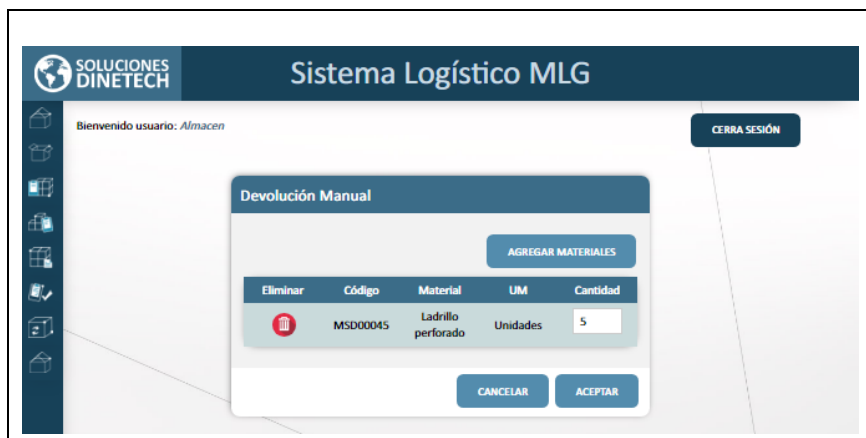 SOLUCIONES
DINETECH
Sistema Logístico MLG
Bienvenido usuario: Almacen
CERRA SESIÓN
Devolución Manual
AGREGAR MATERIALES
Eliminar Código Material UM Cantidad
MSD00045 Ladrillo perforado Unidades 5
CANCELAR ACEPTAR